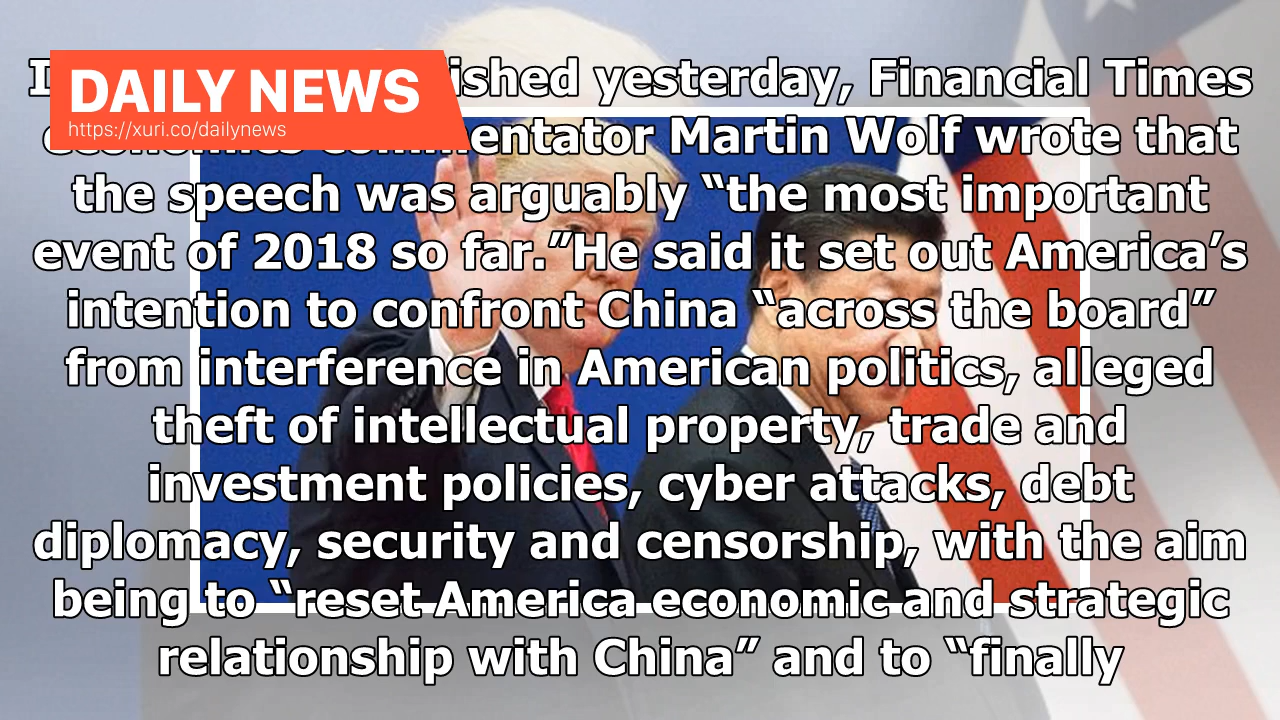 DAILY NEWS
https://xuri.co/dailynews
lished yesterday, Financial Times
entator Martin Wolf wrote that
the speech was arguably “the most important
event of 2018 so far.”He said it set out America’s
intention to confront China “across the board”
from interference in American politics, alleged
theft of intellectual property, trade and
investment policies, cyber attacks, debt
diplomacy, security and censorship, with the aim
being to “reset America economic and strategic
relationship with China” and to “finally